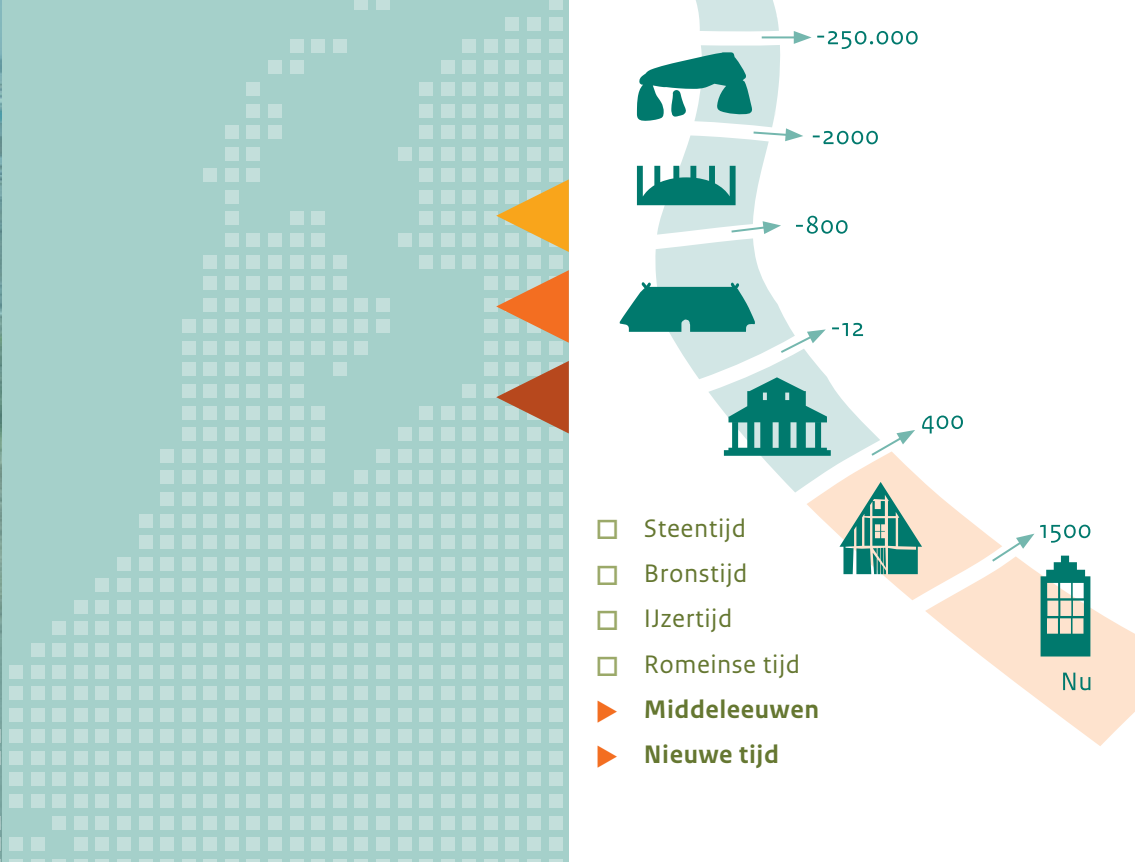 -250.000
-2000
-800
-12
400
1500
Nu
Steentijd
Bronstijd
IJzertijd
Romeinse tijd
Middeleeuwen
Nieuwe tijd